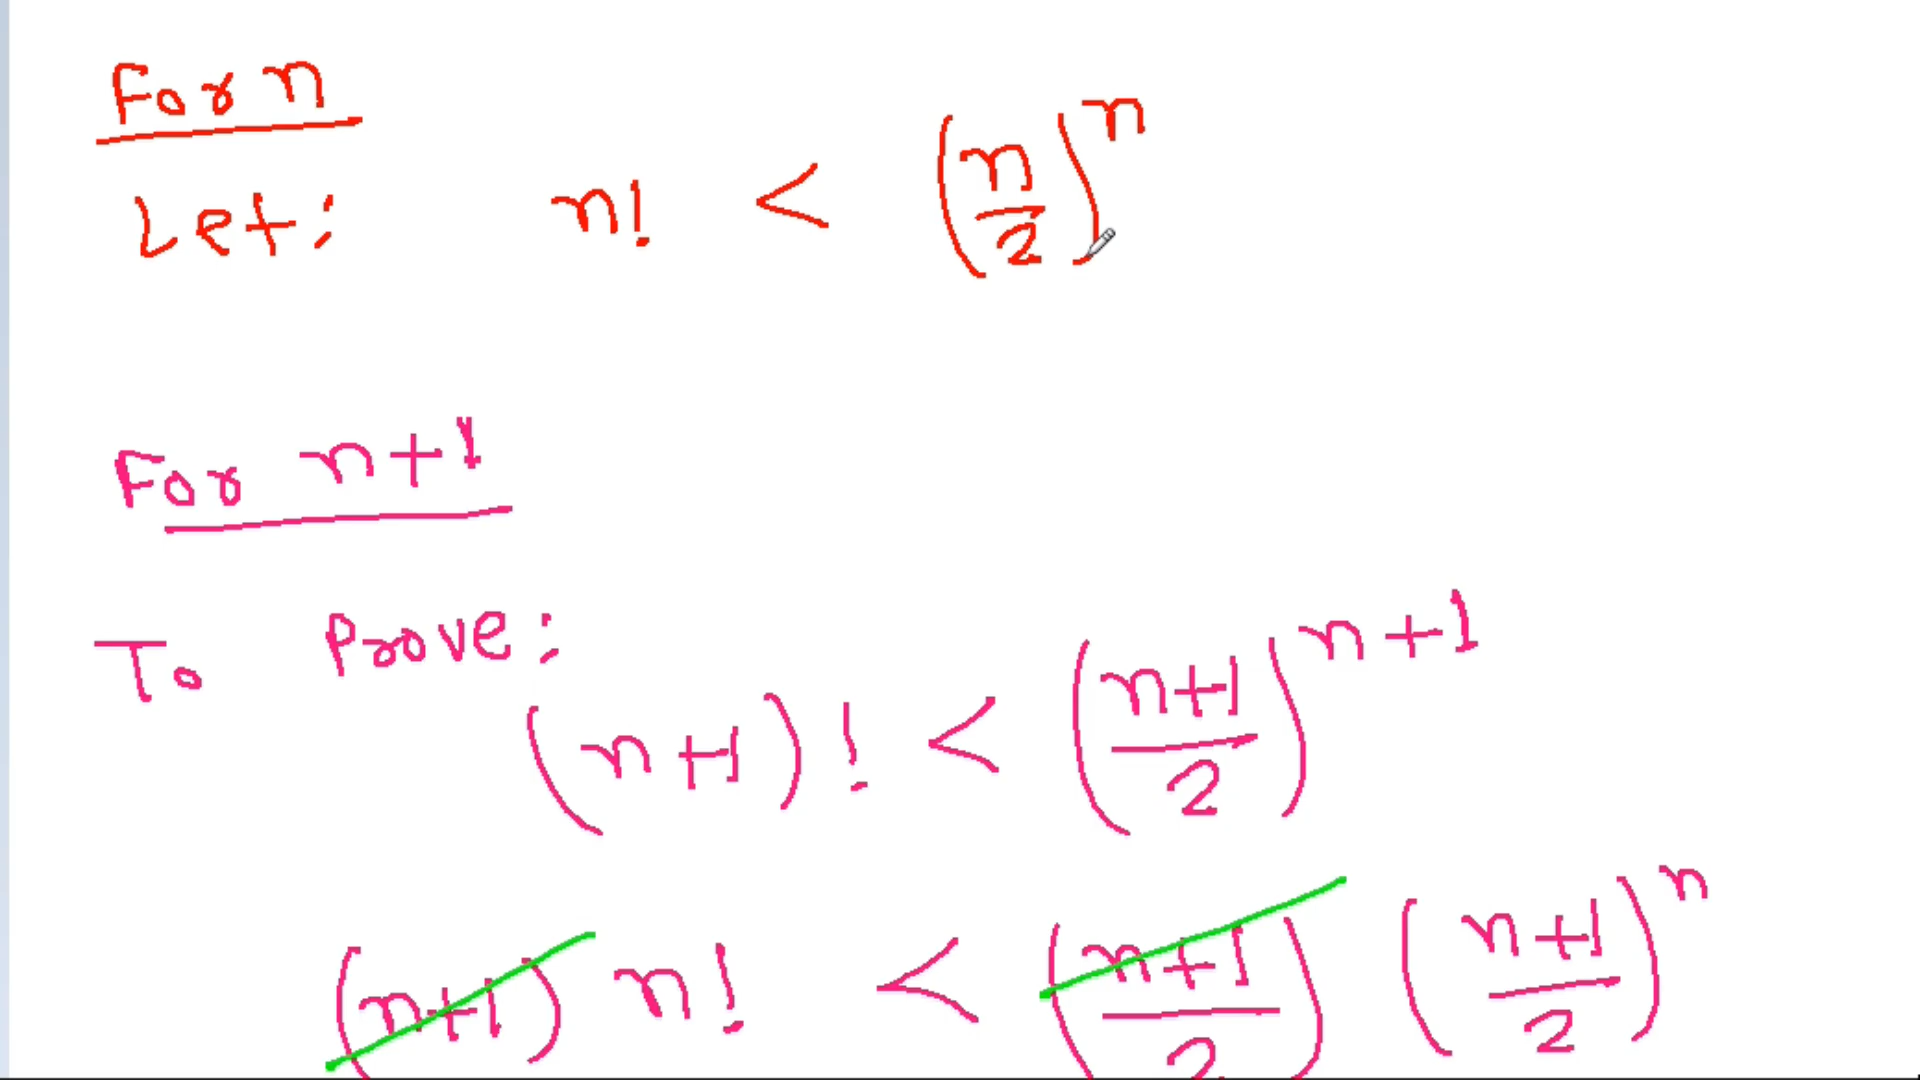 For n
Let: n! < (n/2)^n
For n+1
To Prove:
(n+1)! < ((n+1)/2)^(n+1)
(n+1) n! < ((n+1)/2) ((n+1)/2)^n